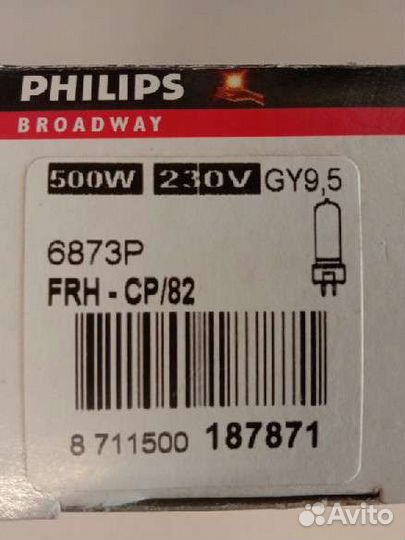 PHILIPS
BROADWAY
500W 230V GY9,5
6873P
FRH - CP/82
8 711500 187871
Avito